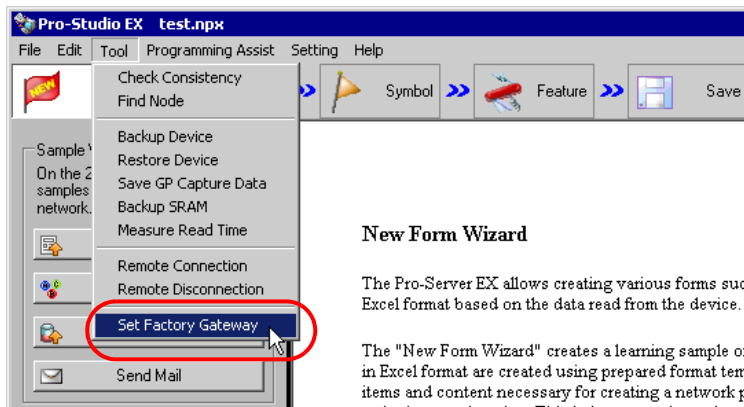 Pro-Studio EX test.npx
File Edit Tool Programming Assist Setting Help
NEW
Symbol
Feature
Save
Check Consistency
Find Node
Backup Device
Restore Device
Save GP Capture Data
Backup SRAM
Measure Read Time
Remote Connection
Remote Disconnection
Set Factory Gateway
Sample
On the 2
samples
network.
Send Mail
New Form Wizard
The Pro-Server EX allows creating various forms suc
Excel format based on the data read from the device.
The "New Form Wizard" creates a learning sample o
in Excel format are created using prepared format tem
items and content necessary for creating a network p